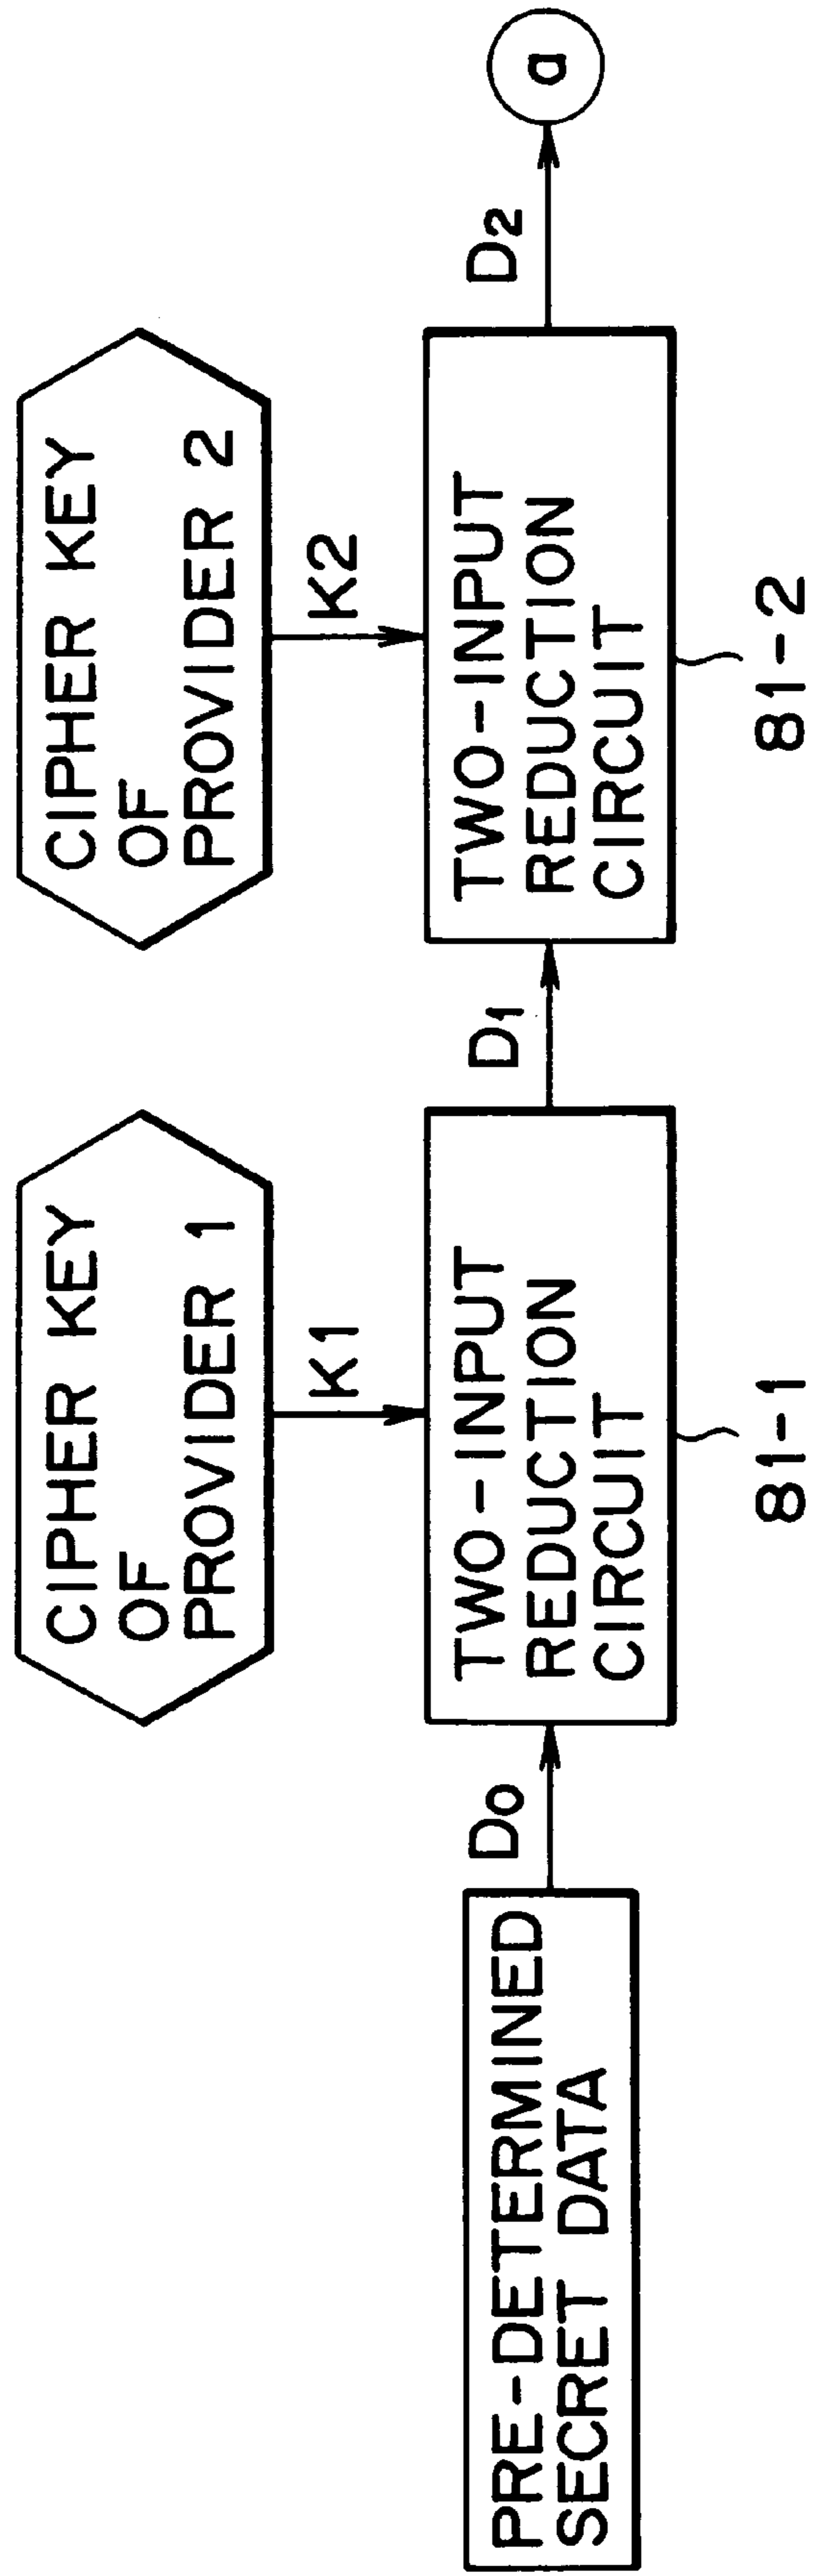 CIPHER KEY
OF
PROVIDER 1
CIPHER KEY
OF
PROVIDER 2
K1
K2
PRE-DETERMINED
SECRET DATA
D0
TWO-INPUT
REDUCTION
CIRCUIT
D1
TWO-INPUT
REDUCTION
CIRCUIT
D2
a
81-1
81-2